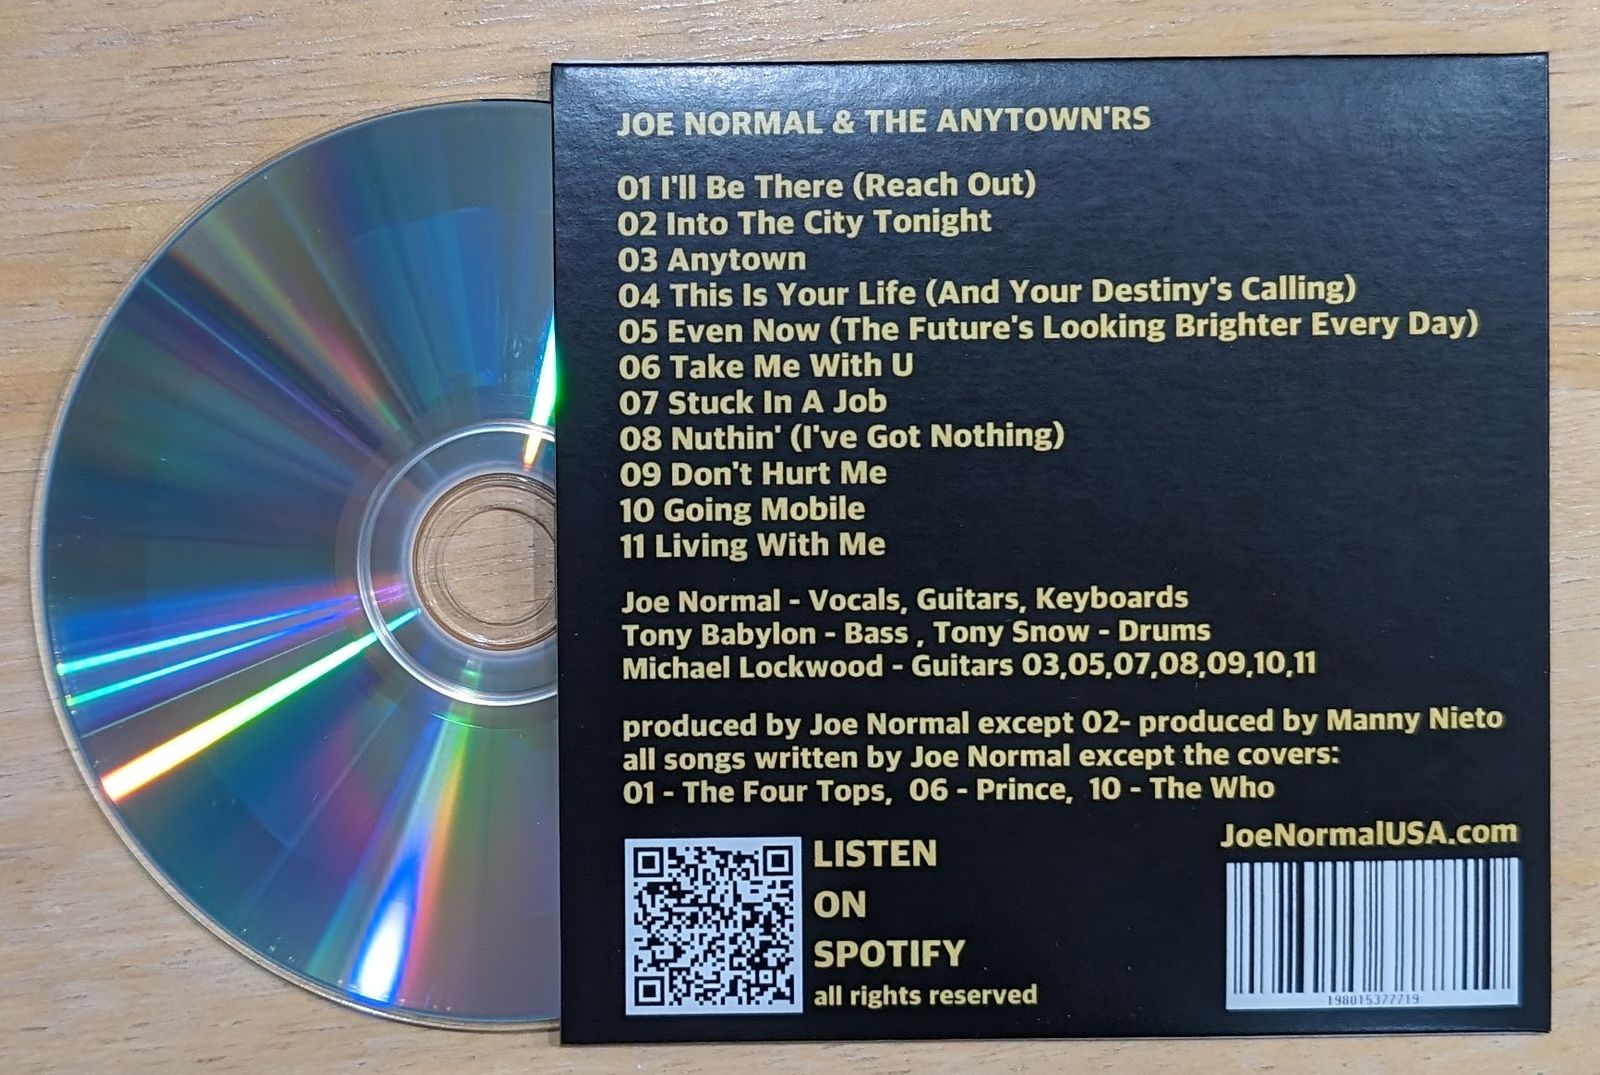 JOE NORMAL & THE ANYTOWN'RS
01 I'll Be There (Reach Out)
02 Into The City Tonight
03 Anytown
04 This Is Your Life (And Your Destiny's Calling)
05 Even Now (The Future's Looking Brighter Every Day)
06 Take Me With U
07 Stuck In A Job
08 Nuthin' (I've Got Nothing)
09 Don't Hurt Me
10 Going Mobile
11 Living With Me
Joe Normal - Vocals, Guitars, Keyboards
Tony Babylon - Bass , Tony Snow - Drums
Michael Lockwood - Guitars 03,05,07,08,09,10,11
produced by Joe Normal except 02- produced by Manny Nieto
all songs written by Joe Normal except the covers:
01 - The Four Tops, 06 - Prince, 10 - The Who
JoeNormalUSA.com
LISTEN
ON
SPOTIFY
all rights reserved
198015377719